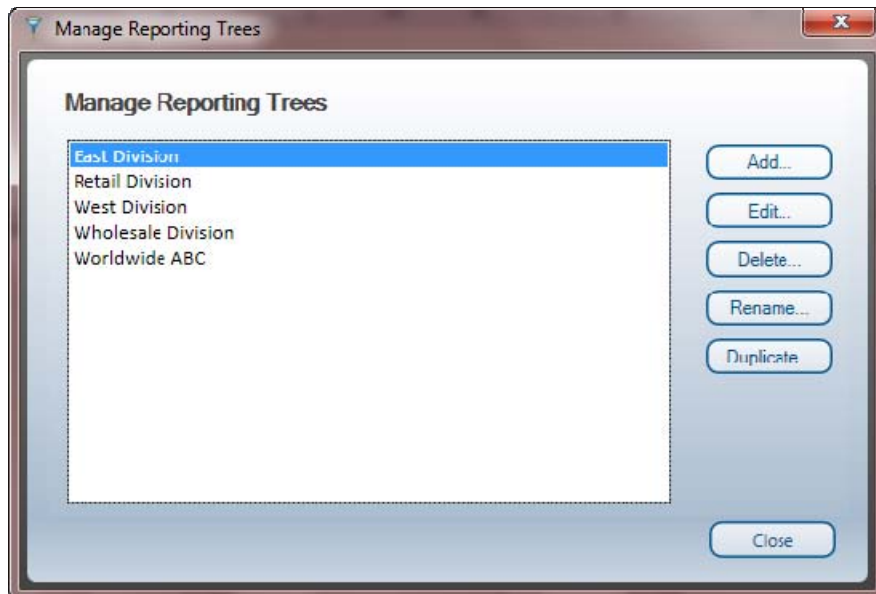 Manage Reporting Trees
Manage Reporting Trees
East Division
Retail Division
West Division
Wholesale Division
Worldwide ABC
Add...
Edit...
Delete...
Rename...
Duplicate
Close